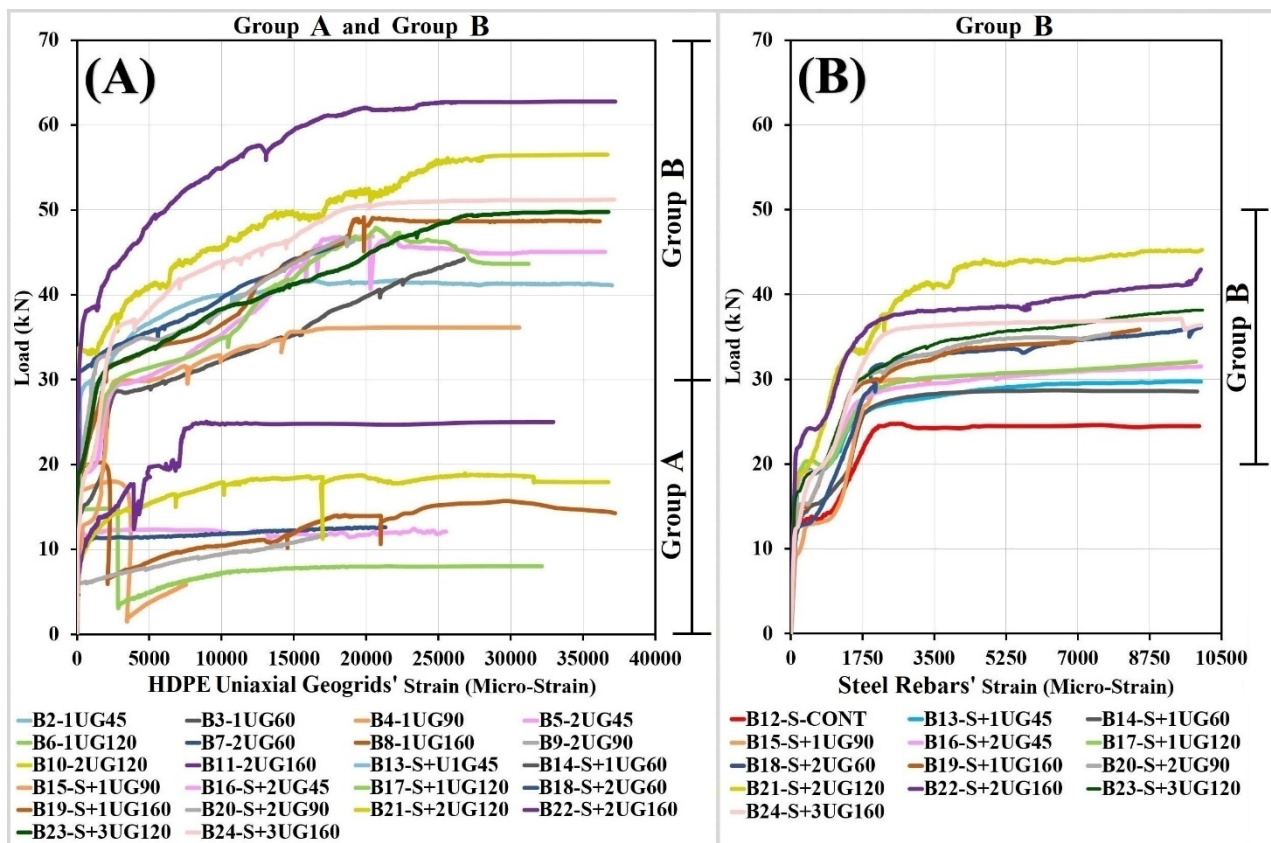 Group A and Group B
(A)
Load (kN)
70
60
50
40
30
20
10
0
0 5000 10000 15000 20000 25000 30000 35000 40000
HDPE Uniaxial Geogrids' Strain (Micro-Strain)
Group B
Group A
B2-1UG45 B3-1UG60 B4-1UG90 B5-2UG45
B6-1UG120 B7-2UG60 B8-1UG160 B9-2UG90
B10-2UG120 B11-2UG160 B13-S+U1G45 B14-S+1UG60
B15-S+1UG90 B16-S+2UG45 B17-S+1UG120 B18-S+2UG60
B19-S+1UG160 B20-S+2UG90 B21-S+2UG120 B22-S+2UG160
B23-S+3UG120 B24-S+3UG160
Group B
(B)
Load (kN)
70
60
50
40
30
20
10
0
0 1750 3500 5250 7000 8750 10500
Steel Rebars' Strain (Micro-Strain)
Group B
B12-S-CONT B13-S+1UG45 B14-S+1UG60
B15-S+1UG90 B16-S+2UG45 B17-S+1UG120
B18-S+2UG60 B19-S+1UG160 B20-S+2UG90
B21-S+2UG120 B22-S+2UG160 B23-S+3UG120
B24-S+3UG160